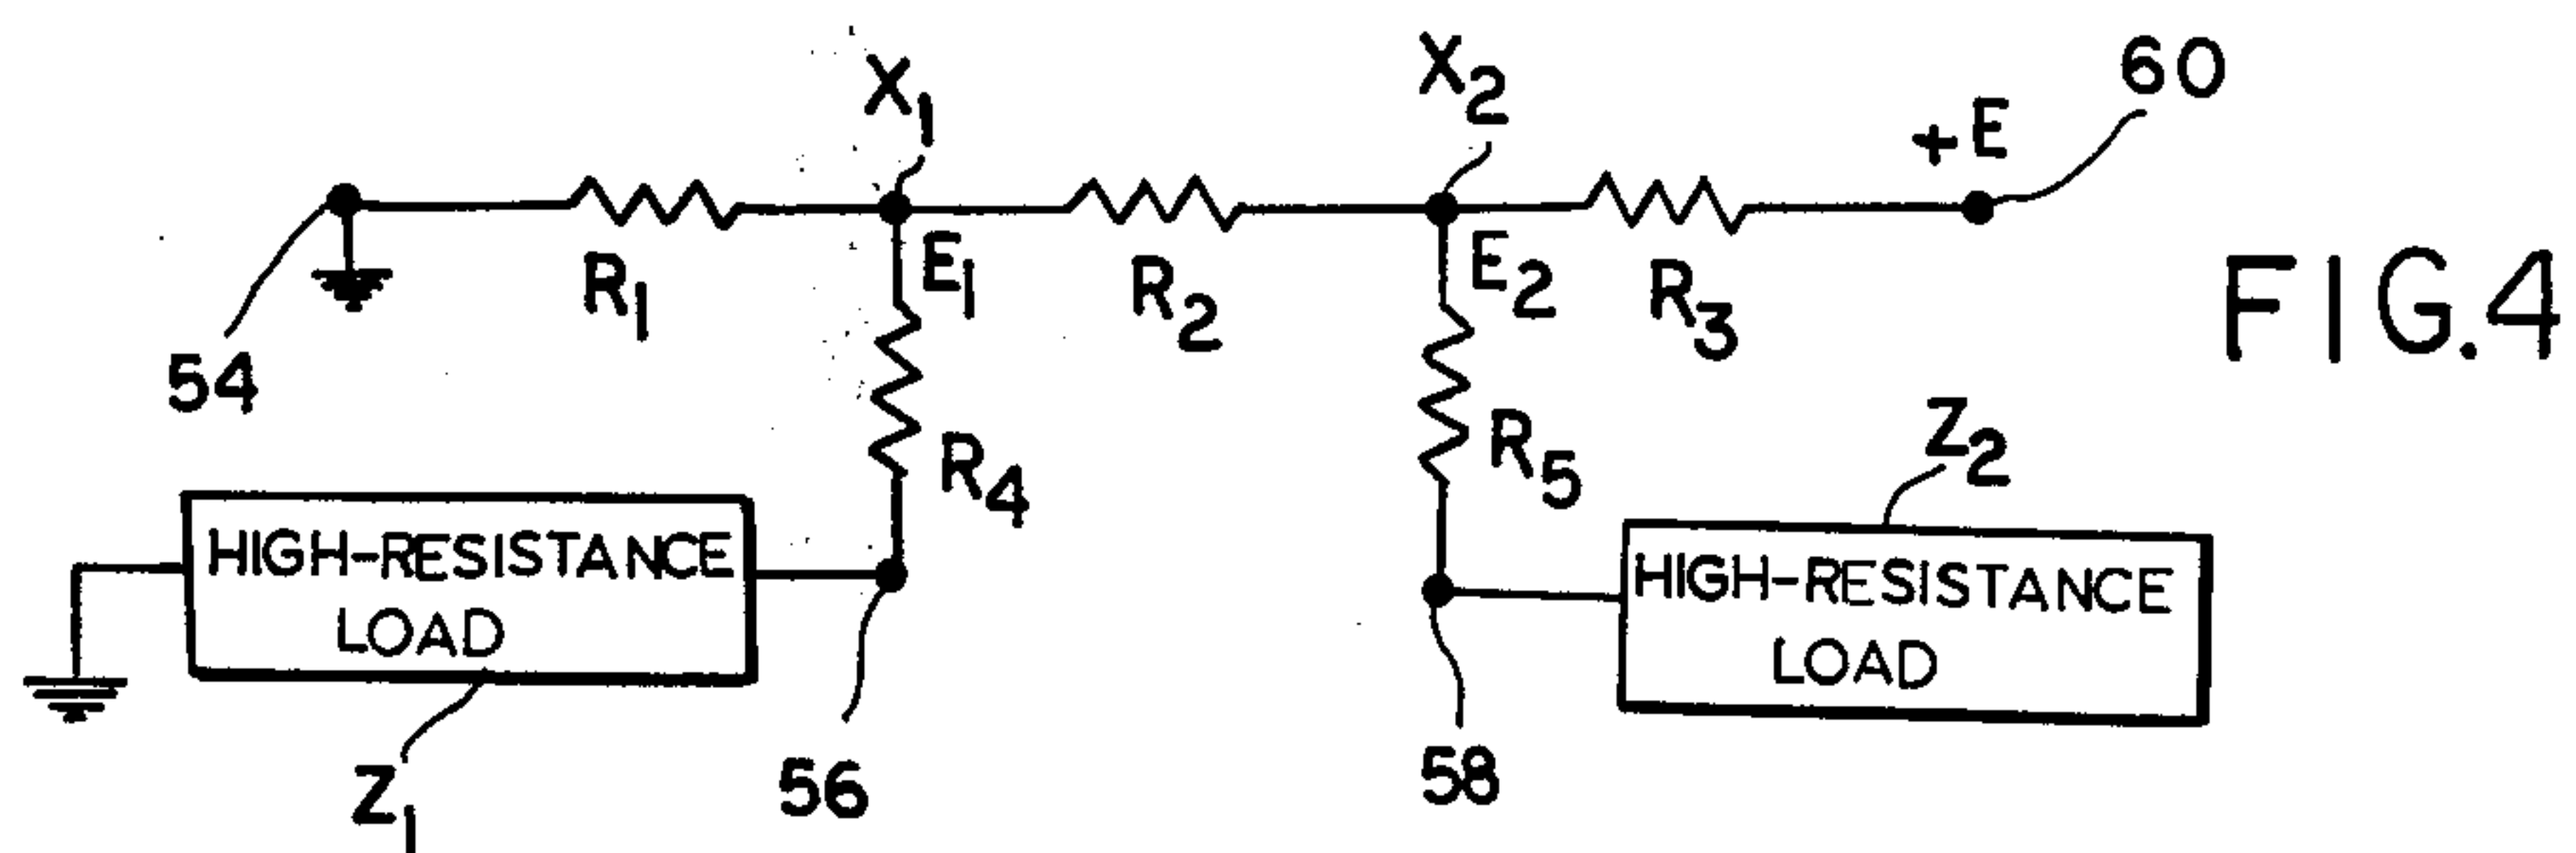 X1
X2
60
+E
E1
E2
R1
R2
R3
FIG.4
54
R4
R5
Z2
HIGH-RESISTANCE
LOAD
HIGH-RESISTANCE
LOAD
Z1
56
58